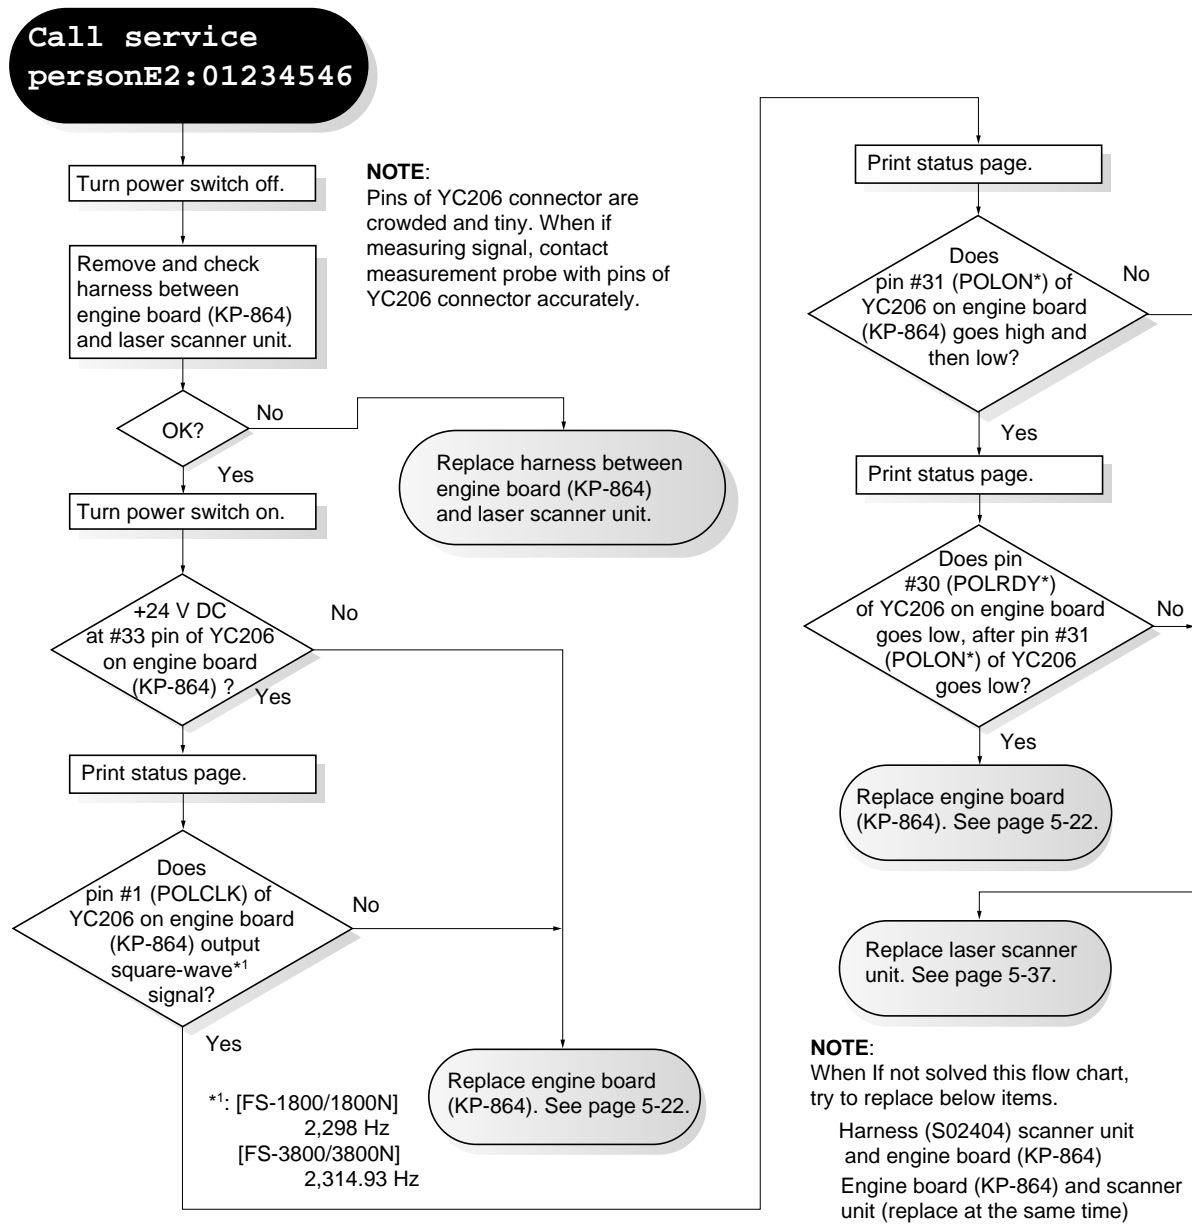 Call service
personE2:01234546
Turn power switch off.
Remove and check
harness between
engine board (KP-864)
and laser scanner unit.
NOTE:
Pins of YC206 connector are
crowded and tiny. When if
measuring signal, contact
measurement probe with pins of
YC206 connector accurately.
OK?
No
Yes
Replace harness between
engine board (KP-864)
and laser scanner unit.
Turn power switch on.
+24 V DC
at #33 pin of YC206
on engine board
(KP-864) ?
No
Yes
Print status page.
Does
pin #1 (POLCLK) of
YC206 on engine board
(KP-864) output
square-wave*1
signal?
No
Yes
Replace engine board
(KP-864). See page 5-22.
*1: [FS-1800/1800N]
2,298 Hz
[FS-3800/3800N]
2,314.93 Hz
Print status page.
Does
pin #31 (POLON*) of
YC206 on engine board
(KP-864) goes high and
then low?
No
Yes
Print status page.
Does pin
#30 (POLRDY*)
of YC206 on engine board
goes low, after pin #31
(POLON*) of YC206
goes low?
No
Yes
Replace engine board
(KP-864). See page 5-22.
Replace laser scanner
unit. See page 5-37.
NOTE:
When If not solved this flow chart,
try to replace below items.
Harness (S02404) scanner unit
and engine board (KP-864)
Engine board (KP-864) and scanner
unit (replace at the same time)